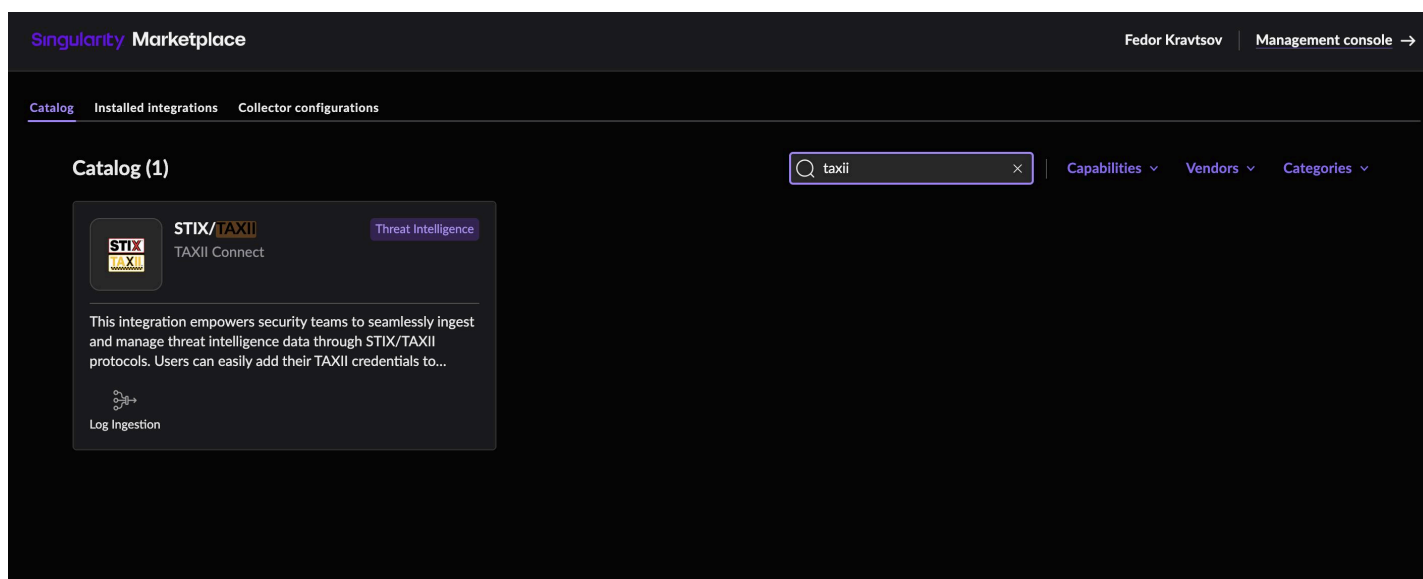 Singularity Marketplace
Fedor Kravtsov
Management console →
Catalog
Installed integrations
Collector configurations
Catalog (1)
taxii
Capabilities
Vendors
Categories
STIX
TAXII
STIX/TAXII
Threat Intelligence
TAXII Connect
This integration empowers security teams to seamlessly ingest
and manage threat intelligence data through STIX/TAXII
protocols. Users can easily add their TAXII credentials to...
Log Ingestion